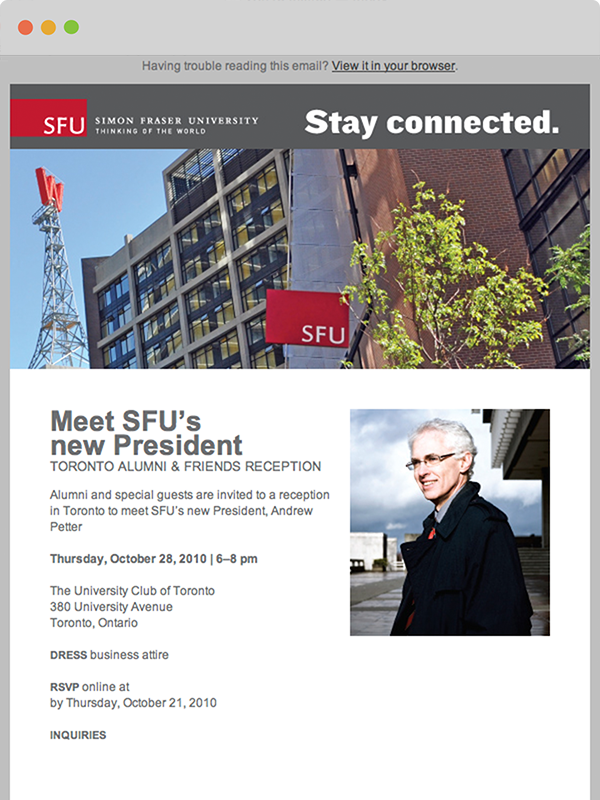 Having trouble reading this email? View it in your browser.
SFU SIMON FRASER UNIVERSITY
THINKING OF THE WORLD
Stay connected.
W
SFU
Meet SFU’s
new President
TORONTO ALUMNI & FRIENDS RECEPTION
Alumni and special guests are invited to a reception
in Toronto to meet SFU’s new President, Andrew
Petter
Thursday, October 28, 2010 | 6–8 pm
The University Club of Toronto
380 University Avenue
Toronto, Ontario
DRESS business attire
RSVP online at
by Thursday, October 21, 2010
INQUIRIES